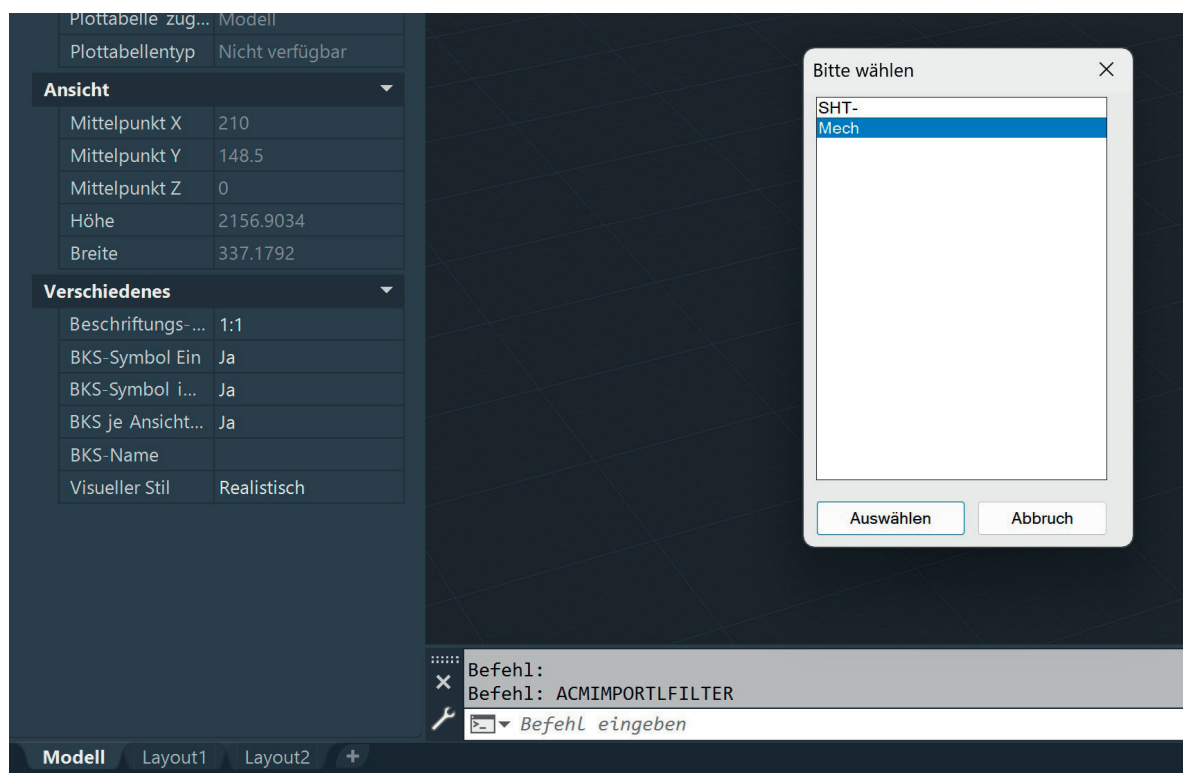 Plottabelle zug... Modell
Plottabellentyp Nicht verfügbar
Ansicht
Mittelpunkt X 210
Mittelpunkt Y 148.5
Mittelpunkt Z 0
Höhe 2156.9034
Breite 337.1792
Verschiedenes
Beschriftungs-... 1:1
BKS-Symbol Ein Ja
BKS-Symbol i... Ja
BKS je Ansicht... Ja
BKS-Name
Visueller Stil Realistisch
Bitte wählen
SHT-
Mech
Auswählen Abbruch
Befehl:
Befehl: ACMIMPORTLFILTER
Befehl eingeben
Modell Layout1 Layout2 +